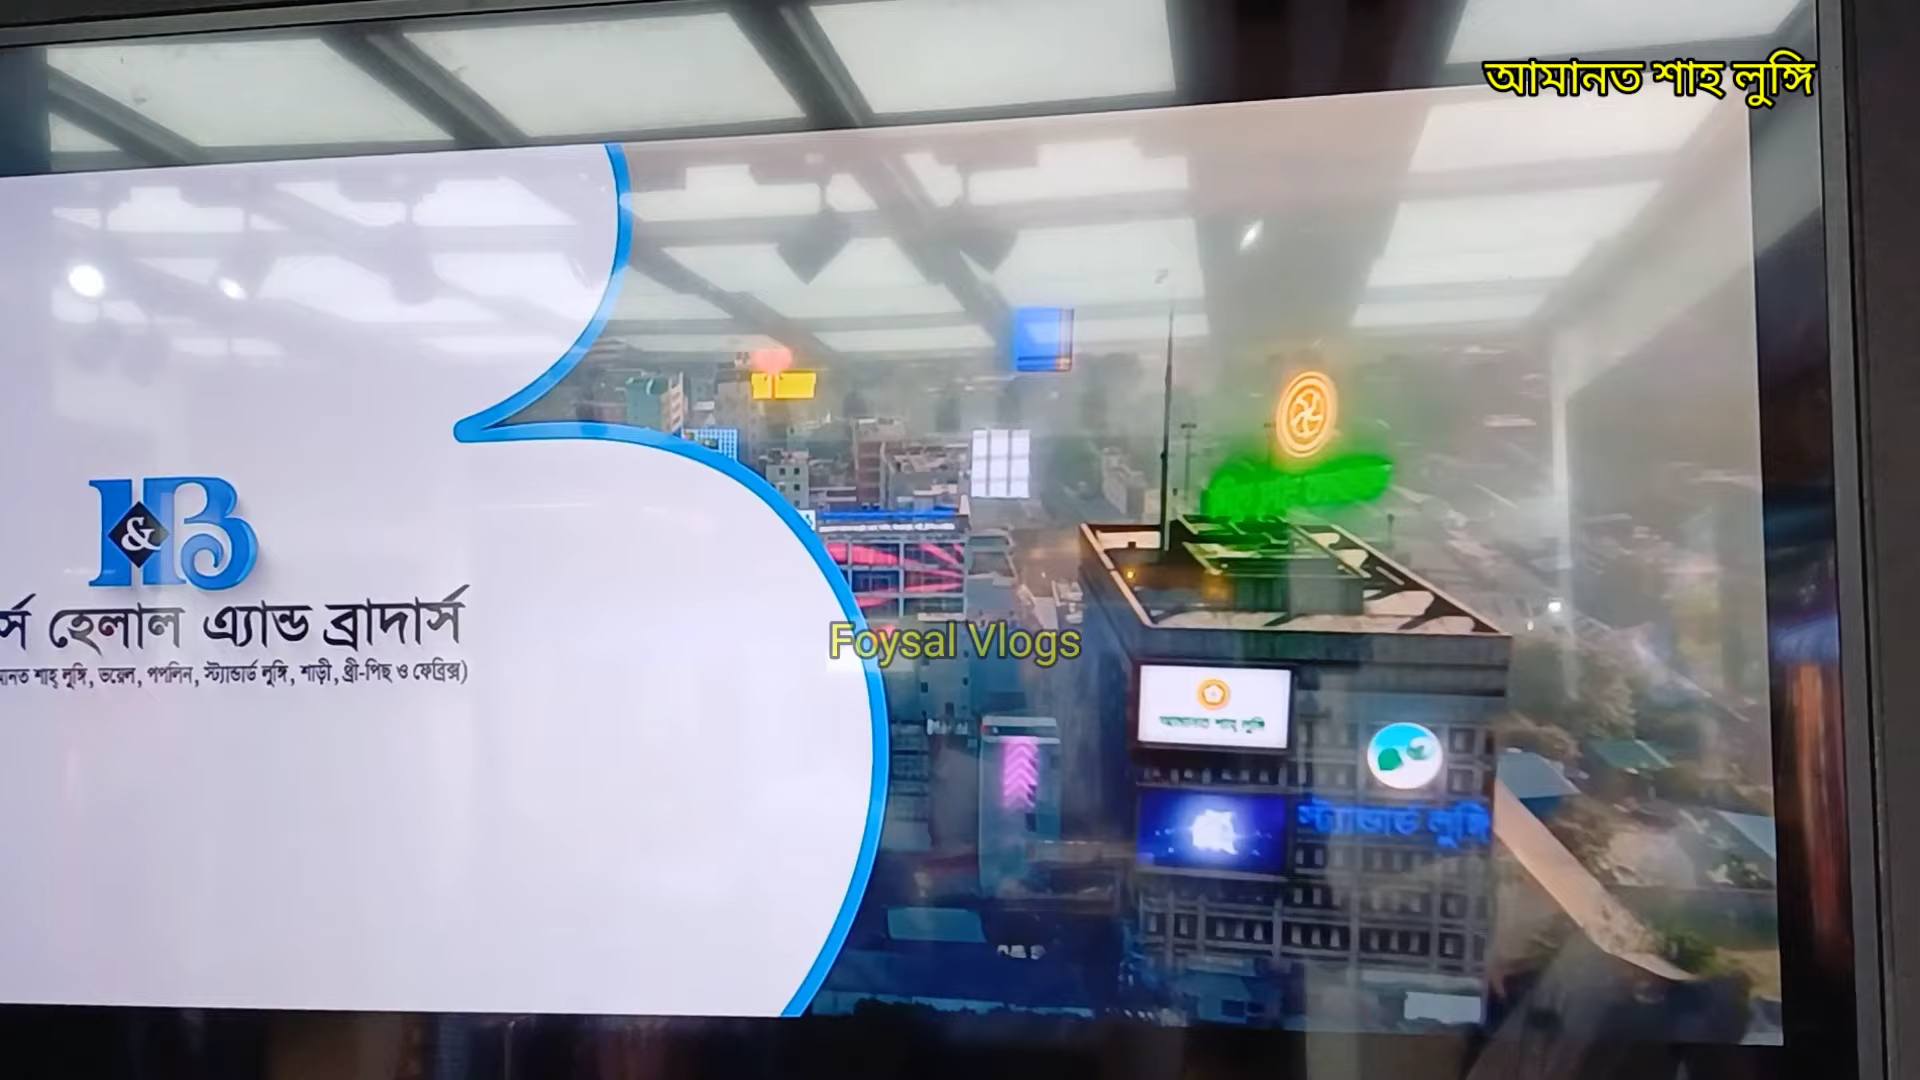 আমানত শাহ লুঙ্গি
H&B
র্স হেলাল এ্যান্ড ব্রাদার্স
নত শাহ্ লুঙ্গি, ভয়েল, পপলিন, স্ট্যান্ডার্ড লুঙ্গি, শাড়ী, থ্রী-পিছ ও ফেব্রিক্স)
Foysal Vlogs
আমানত শাহ্ লুঙ্গি
স্ট্যান্ডার্ড লুঙ্গি